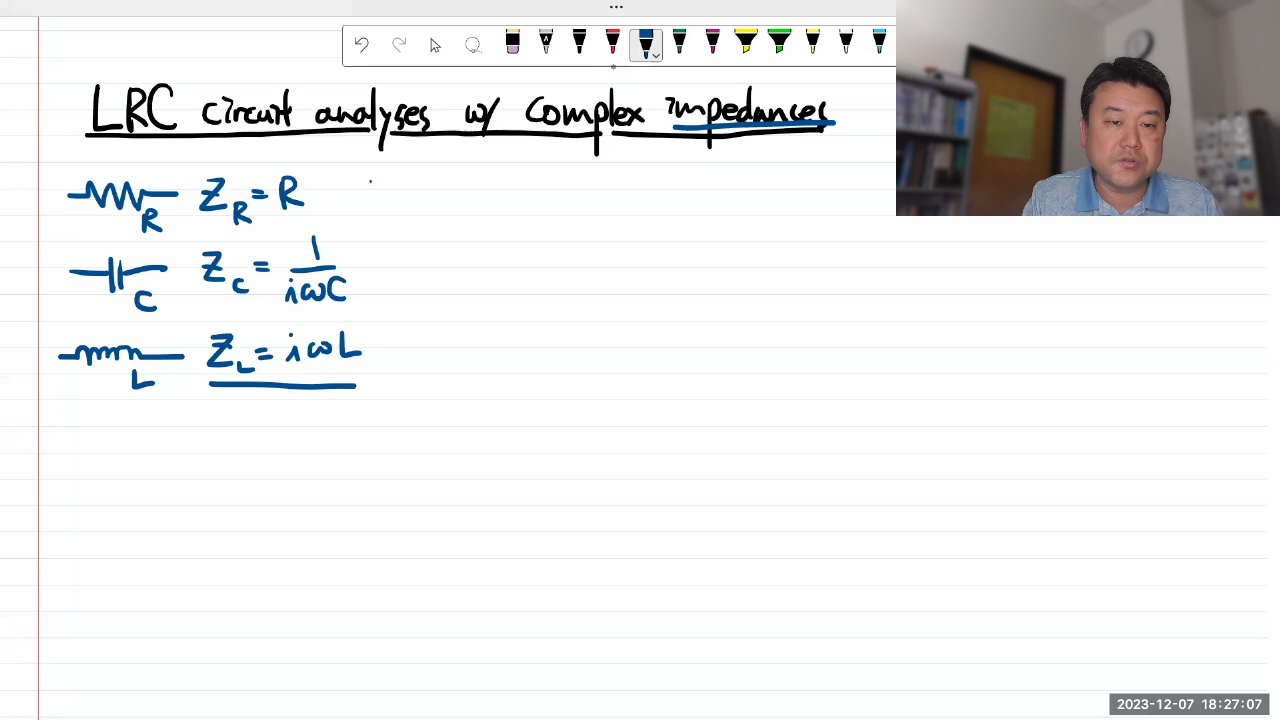 LRC circuit analyses w/ complex impedances
R Z_R = R
C Z_C = 1/iωC
L Z_L = iωL
2023-12-07 18:27:07